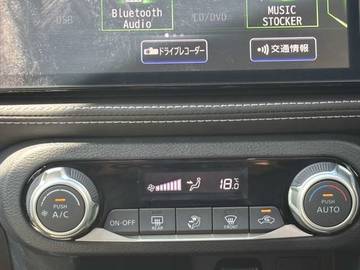 USB
Bluetooth
Audio
CD/DVD
MUSIC
STOCKER
ドライブレコーダー
交通情報
18.0
PUSH
A/C
ON·OFF
REAR
FRONT
PUSH
AUTO